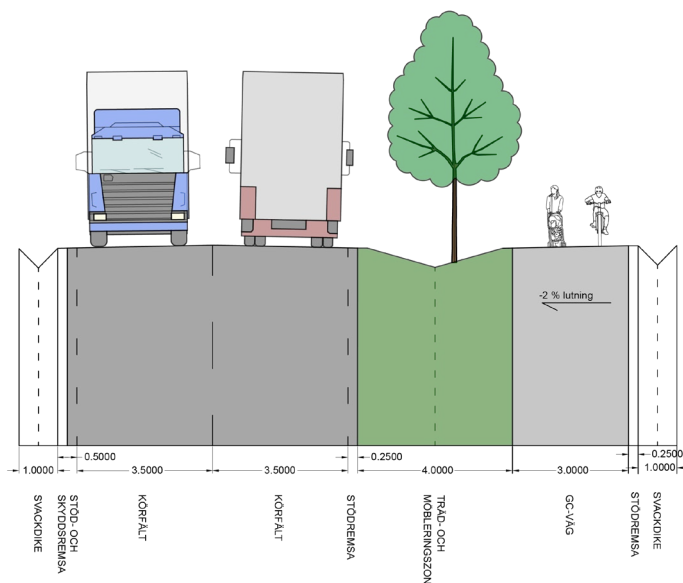 -2 % lutning
0.5000
0.2500
0.2500
1.0000
3.5000
3.5000
4.0000
3.0000
1.0000
SVACKDIKE
STÖD- OCH
SKYDDSREMSA
KÖRFÄLT
KÖRFÄLT
STÖDREMSA
TRÄD- OCH
MÖBLERINGSZON
GC-VÄG
STÖDREMSA
SVACKDIKE